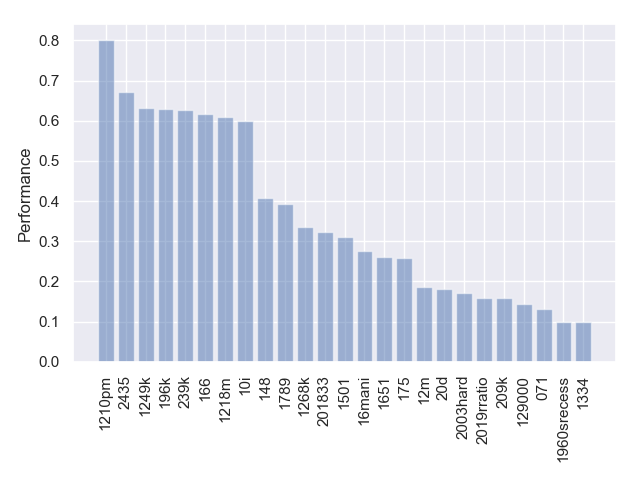 0.8
0.7
0.6
0.5
0.4
0.3
0.2
0.1
0.0
Performance
1210pm
2435
1249k
196k
239k
166
1218m
10i
148
1789
1268k
201833
1501
16mani
1651
175
12m
20d
2003hard
2019rratio
209k
129000
071
1960srecess
1334